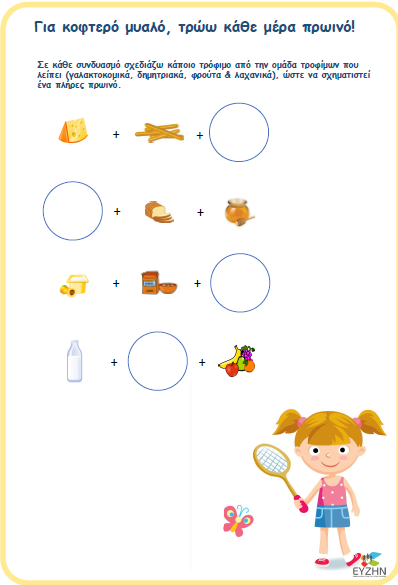 Για κοφτερό μυαλό, τρώω κάθε μέρα πρωινό!
Σε κάθε συνδυασμό σχεδιάζω κάποιο τρόφιμο από την ομάδα τροφίμων που
λείπει (γαλακτοκομικά, δημητριακά, φρούτα & λαχανικά), ώστε να σχηματιστεί
ένα πλήρες πρωινό.
+ +
+ +
+ +
+ +
ΕΥΖΗΝ